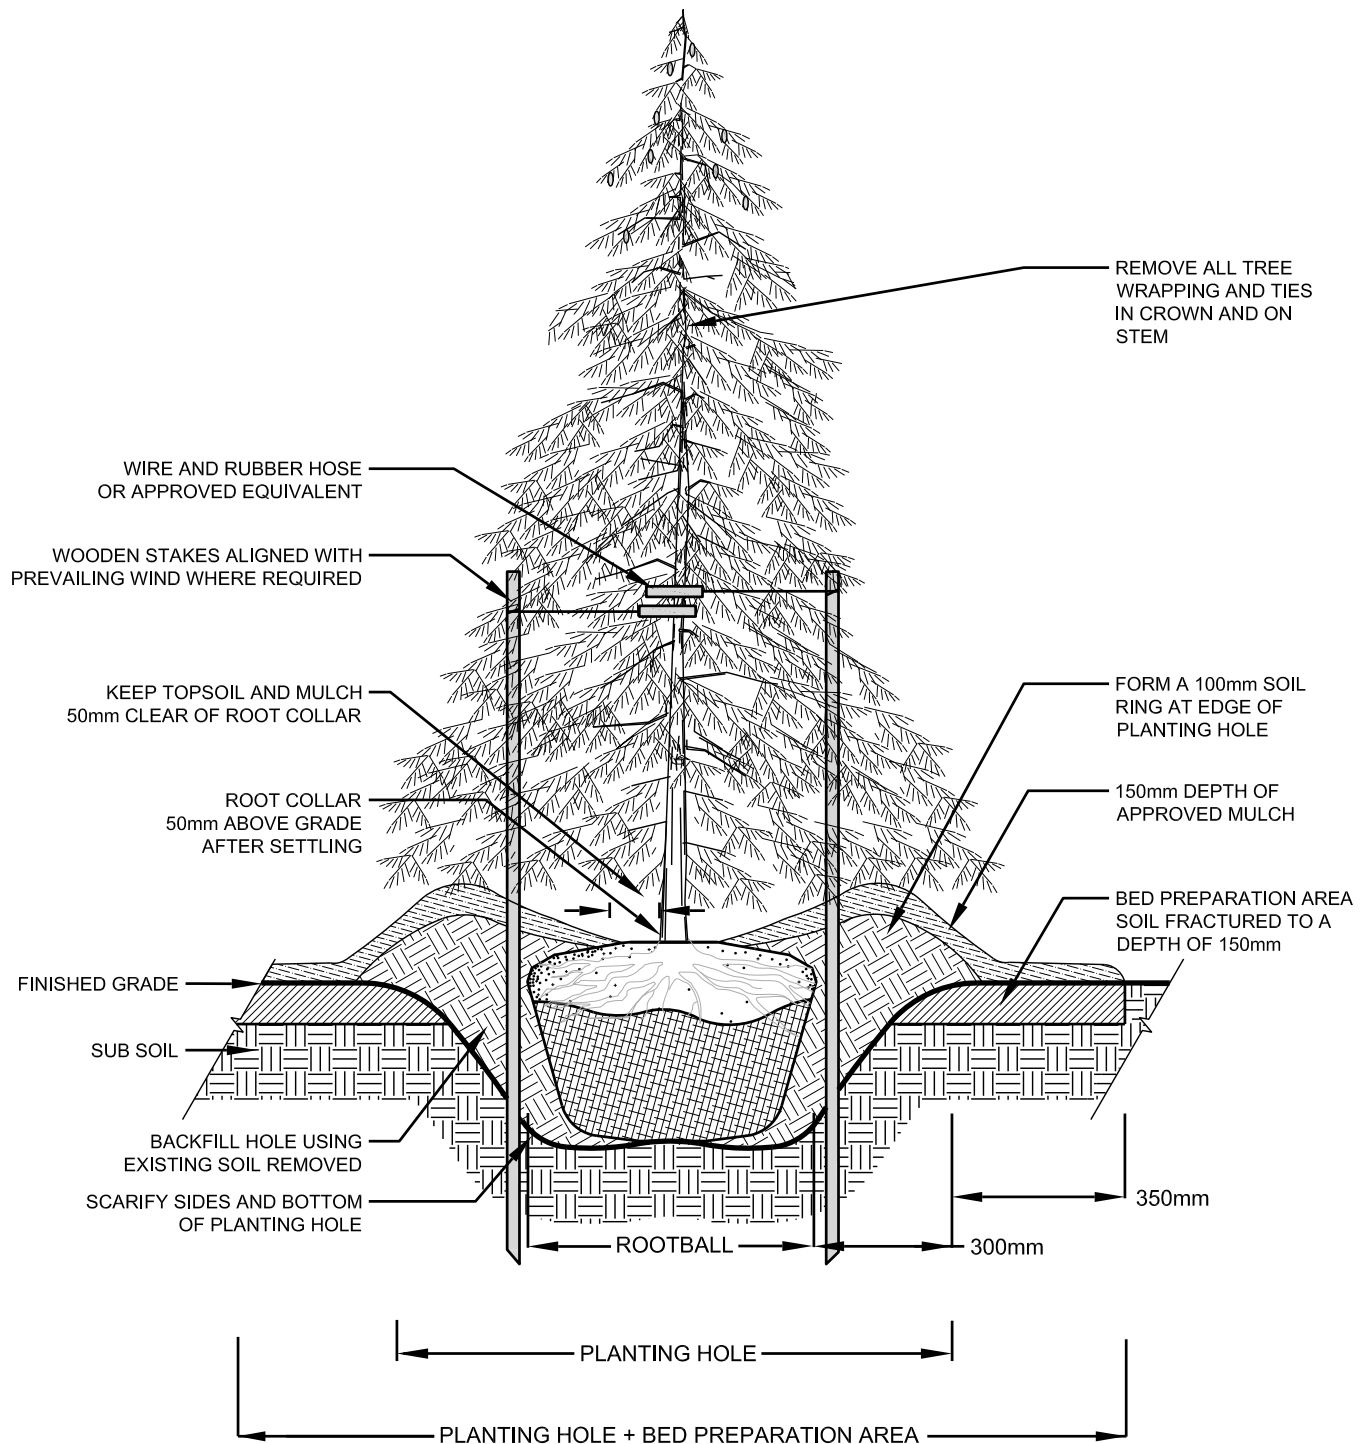 REMOVE ALL TREE
WRAPPING AND TIES
IN CROWN AND ON
STEM
WIRE AND RUBBER HOSE
OR APPROVED EQUIVALENT
WOODEN STAKES ALIGNED WITH
PREVAILING WIND WHERE REQUIRED
KEEP TOPSOIL AND MULCH
50mm CLEAR OF ROOT COLLAR
FORM A 100mm SOIL
RING AT EDGE OF
PLANTING HOLE
ROOT COLLAR
50mm ABOVE GRADE
AFTER SETTLING
150mm DEPTH OF
APPROVED MULCH
BED PREPARATION AREA
SOIL FRACTURED TO A
DEPTH OF 150mm
FINISHED GRADE
SUB SOIL
BACKFILL HOLE USING
EXISTING SOIL REMOVED
SCARIFY SIDES AND BOTTOM
OF PLANTING HOLE
350mm
ROOTBALL
300mm
PLANTING HOLE
PLANTING HOLE + BED PREPARATION AREA